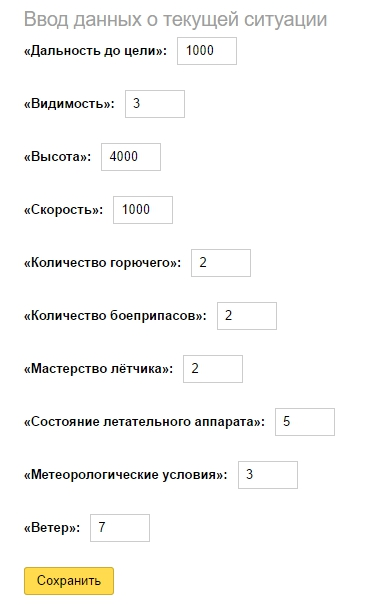 Ввод данных о текущей ситуации
«Дальность до цели»: 1000
«Видимость»: 3
«Высота»: 4000
«Скорость»: 1000
«Количество горючего»: 2
«Количество боеприпасов»: 2
«Мастерство лётчика»: 2
«Состояние летательного аппарата»: 5
«Метеорологические условия»: 3
«Ветер»: 7
Сохранить